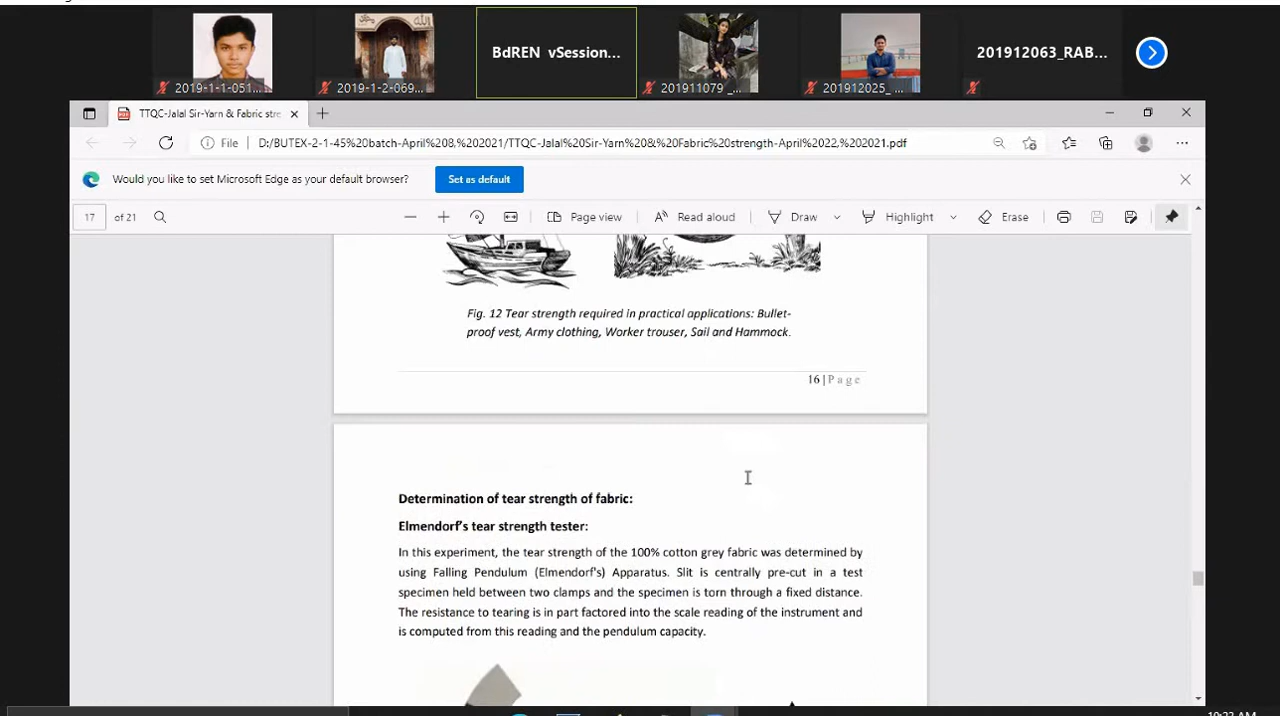 BdREN vSession...
201912063_RAB...
2019-1-1-051...
2019-1-2-069...
201911079 _...
201912025_ ...
TTQC-Jalal Sir-Yarn & Fabric stre
File
D:/BUTEX-2-1-45%20batch-April%208,%202021/TTQC-Jalal%20Sir-Yarn%20&%20Fabric%20strength-April%2022,%202021.pdf
Would you like to set Microsoft Edge as your default browser?
Set as default
17 of 21
Page view
Read aloud
Draw
Highlight
Erase
Fig. 12 Tear strength required in practical applications: Bullet-
proof vest, Army clothing, Worker trouser, Sail and Hammock.
16 | P a g e
Determination of tear strength of fabric:
Elmendorf's tear strength tester:
In this experiment, the tear strength of the 100% cotton grey fabric was determined by
using Falling Pendulum (Elmendorf's) Apparatus. Slit is centrally pre-cut in a test
specimen held between two clamps and the specimen is torn through a fixed distance.
The resistance to tearing is in part factored into the scale reading of the instrument and
is computed from this reading and the pendulum capacity.